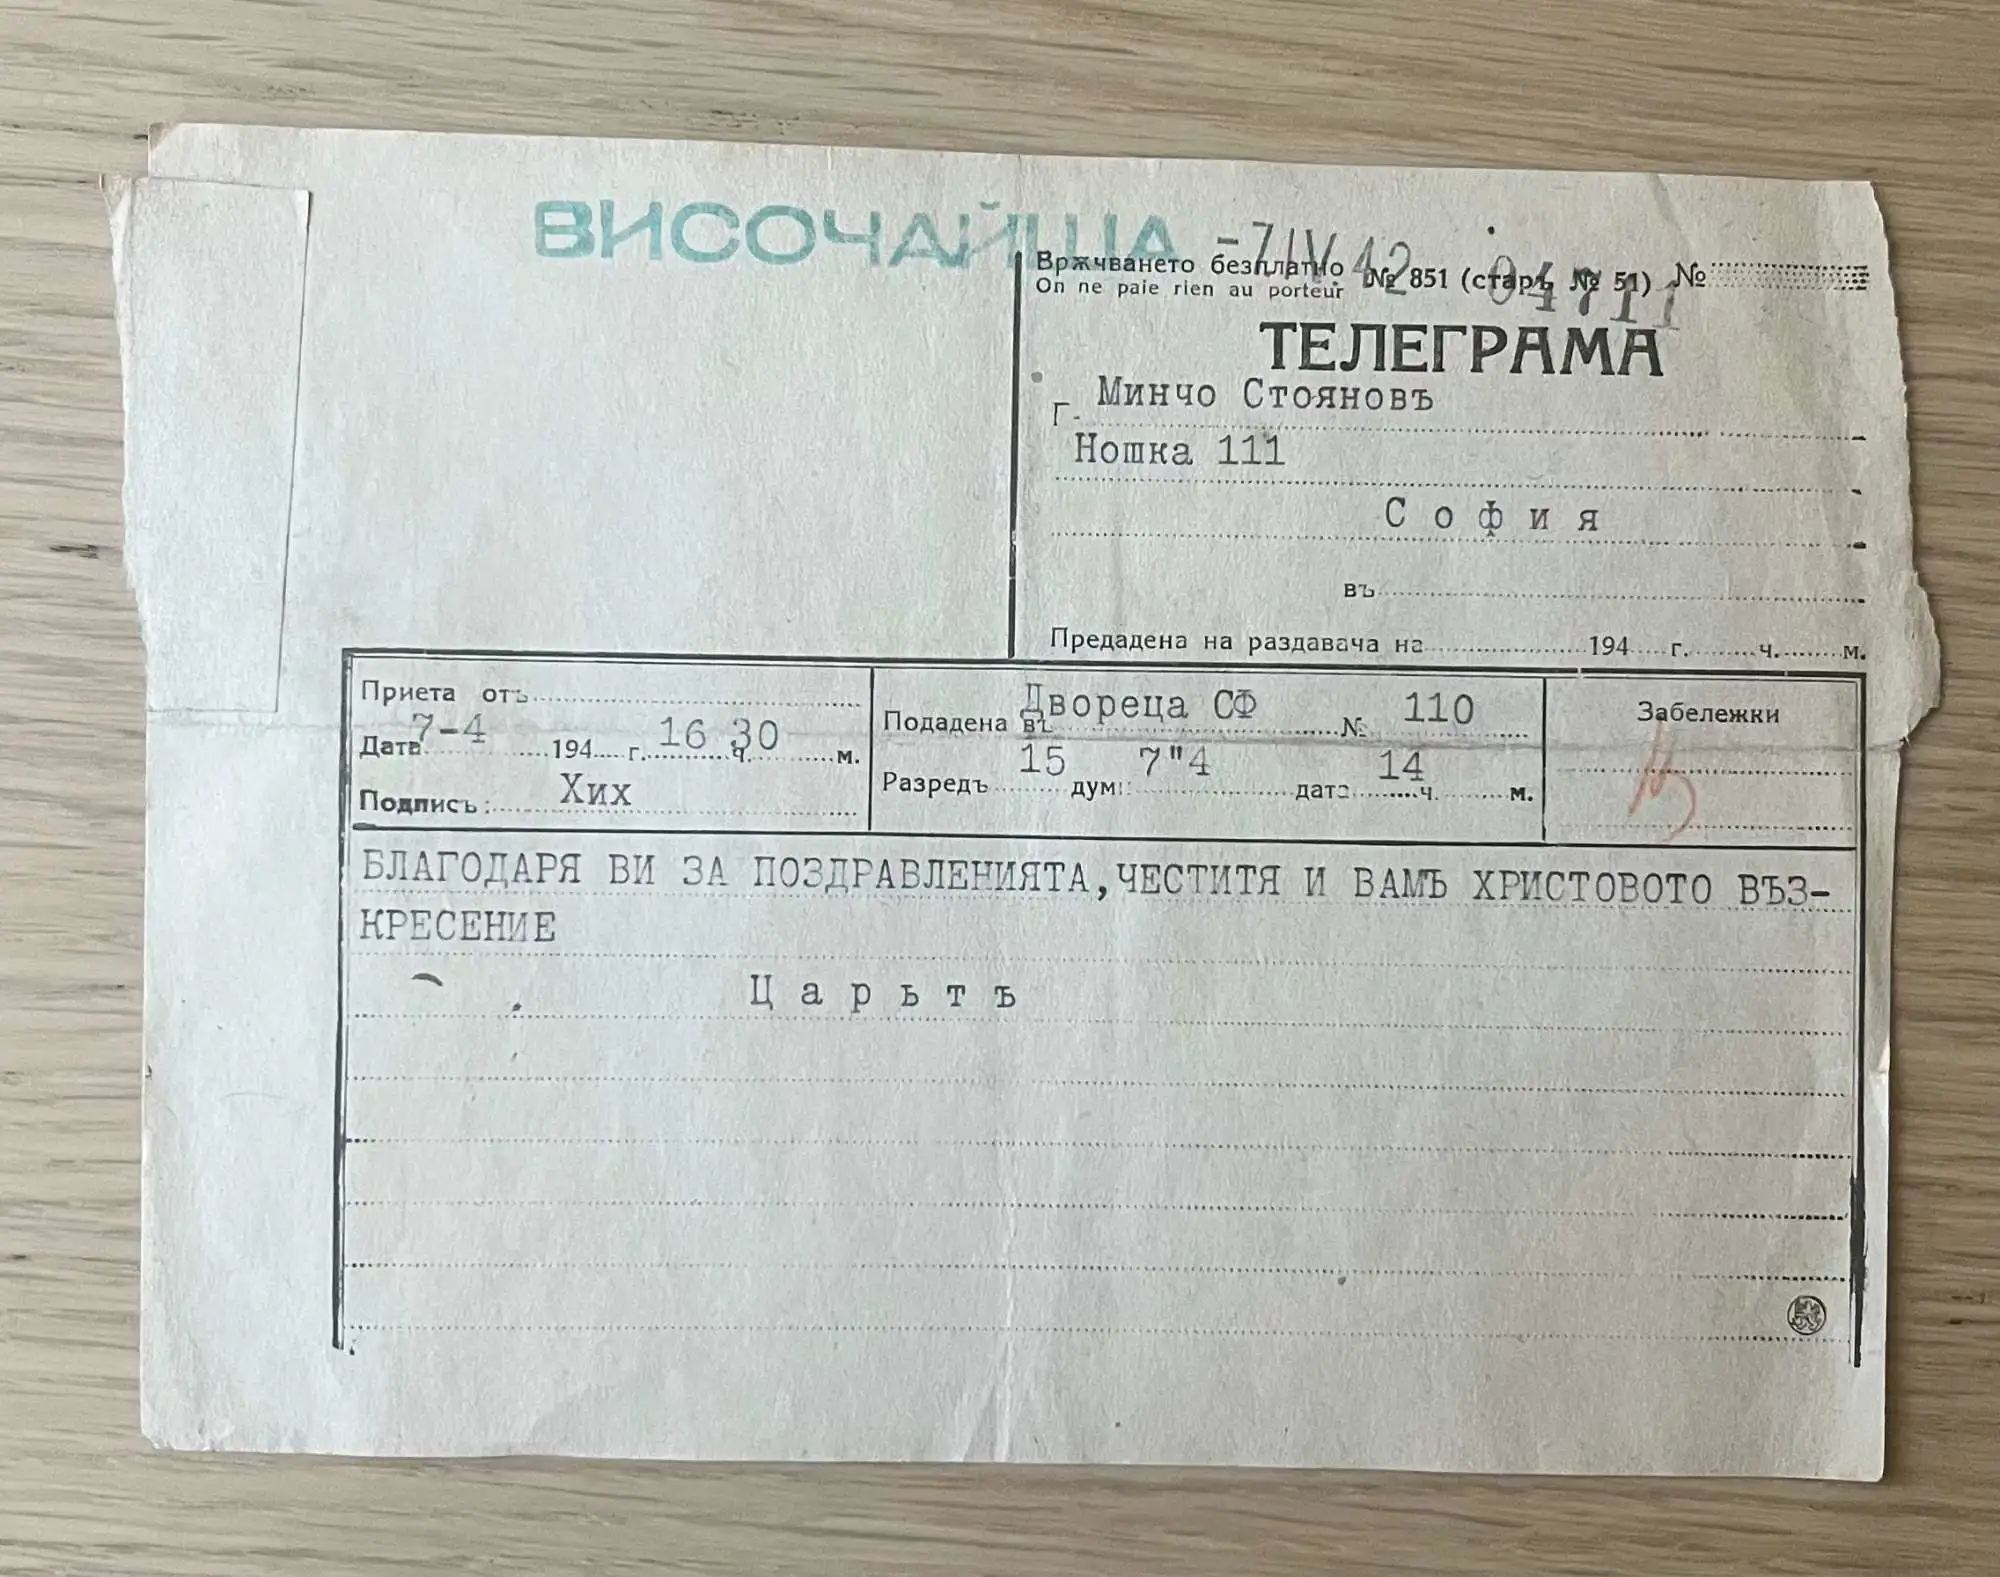 ВИСОЧАЙША
-7 IV 42 04711
Врѫчването безплатно № 851 (старъ № 51) №
On ne paie rien au porteur
ТЕЛЕГРАМА
Г. Минчо Стояновъ
Ношка 111
София
въ
Предадена на раздавача на 194 г. ч. м.
Приета отъ
Дата 7-4 194 г. 16 ч. 30 м.
Подпись: Хих
Подадена въ Двореца СФ № 110
Разредъ 15 думи 7"4 дата 14 ч. м.
Забележки
БЛАГОДАРЯ ВИ ЗА ПОЗДРАВЛЕНИЯТА,ЧЕСТИТЯ И ВАМЪ ХРИСТОВОТО ВЪЗ-
КРЕСЕНИЕ
Царьтъ